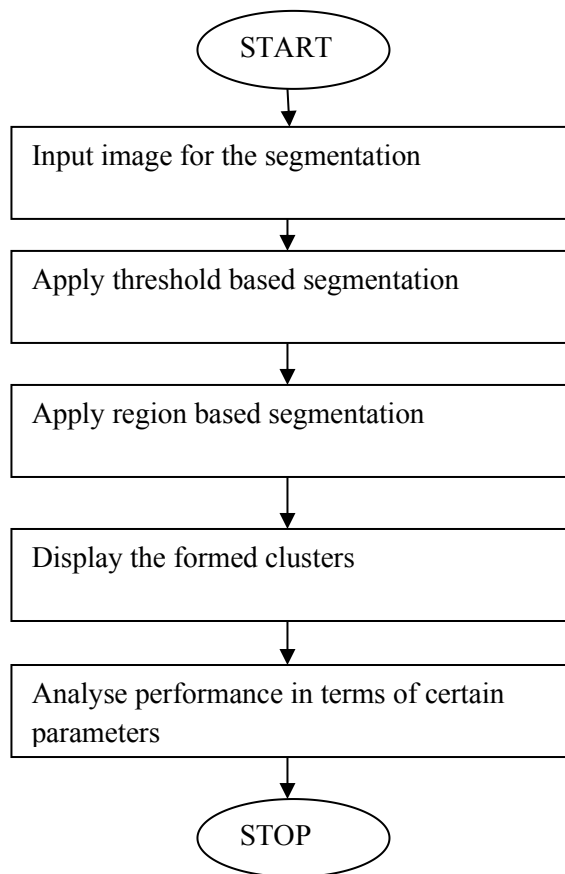 START
Input image for the segmentation
Apply threshold based segmentation
Apply region based segmentation
Display the formed clusters
Analyse performance in terms of certain
parameters
STOP